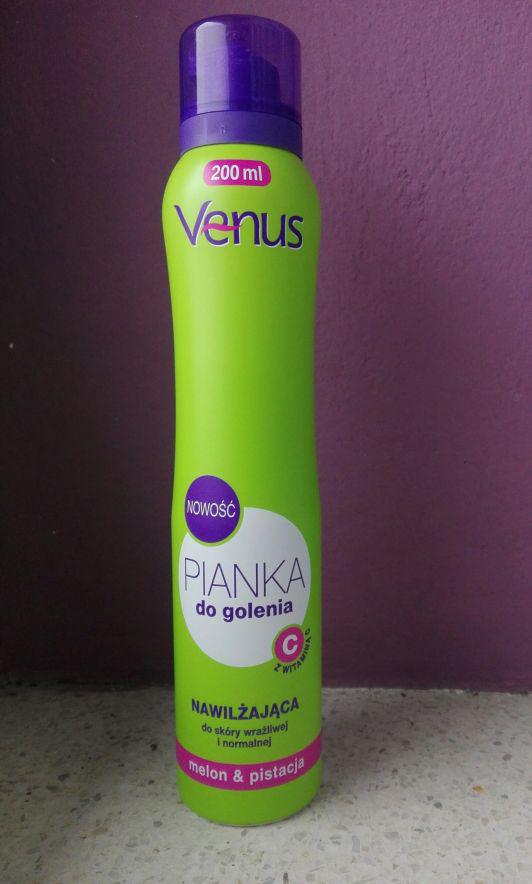 200 ml
Venus
NOWOŚĆ
PIANKA
do golenia
C
Z WITAMINĄ C
NAWILŻAJĄCA
do skóry wrażliwej
i normalnej
melon & pistacja